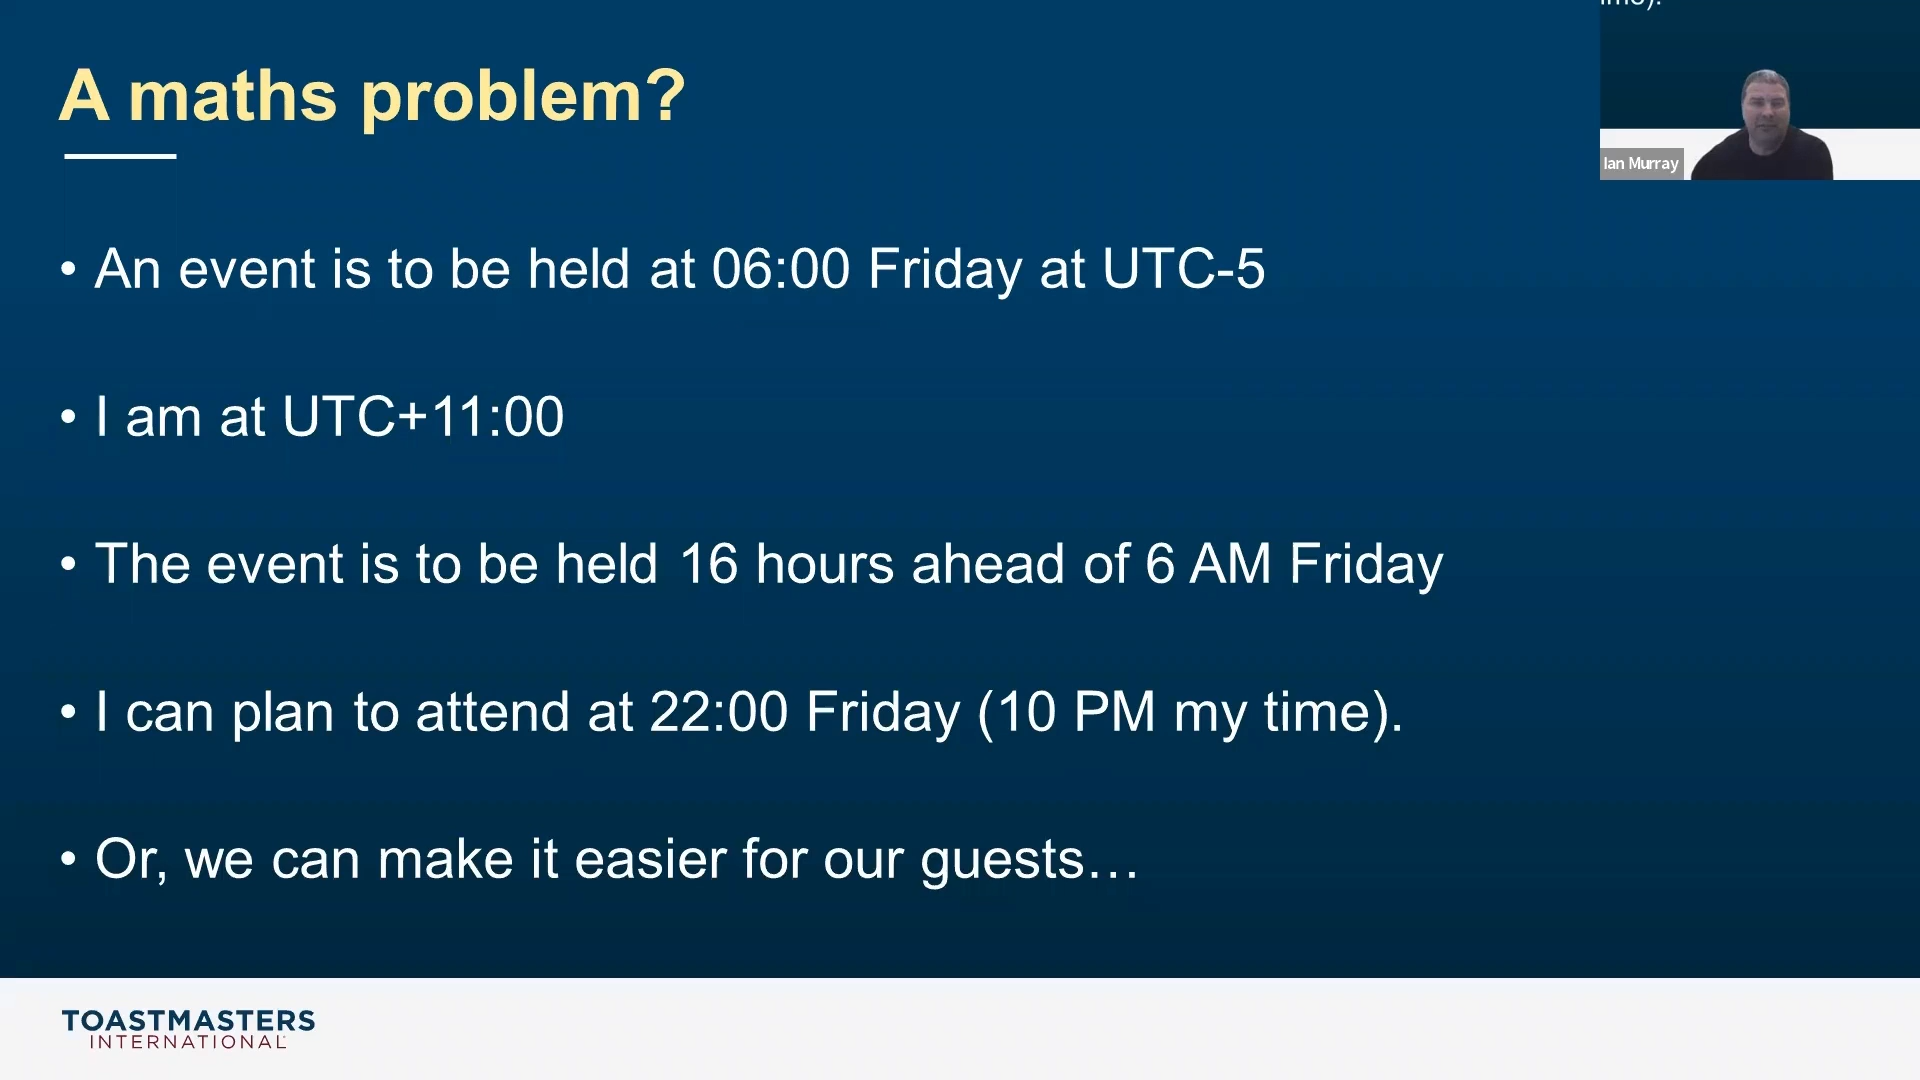 ime).
A maths problem?
Ian Murray
• An event is to be held at 06:00 Friday at UTC-5
• I am at UTC+11:00
• The event is to be held 16 hours ahead of 6 AM Friday
• I can plan to attend at 22:00 Friday (10 PM my time).
• Or, we can make it easier for our guests…
TOASTMASTERS
INTERNATIONAL